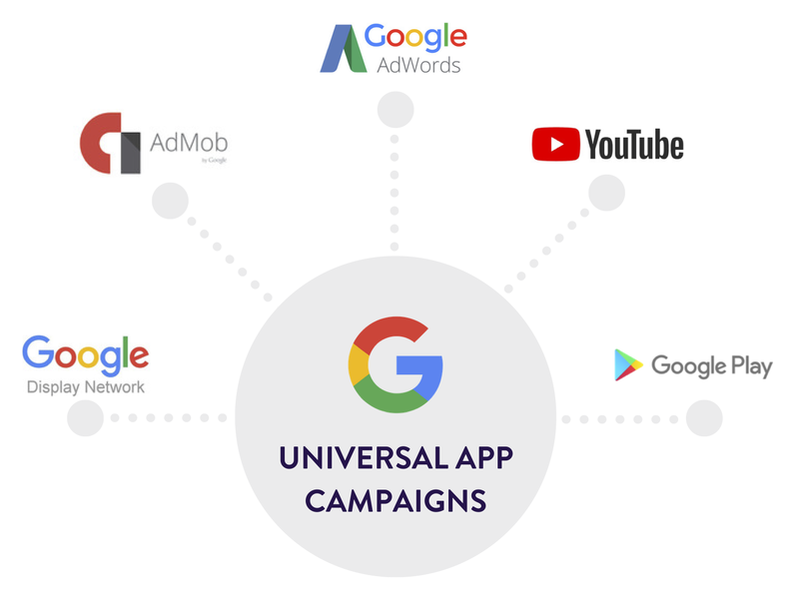 Google
AdWords
AdMob
by Google
YouTube
Google
Display Network
Google Play
UNIVERSAL APP
CAMPAIGNS